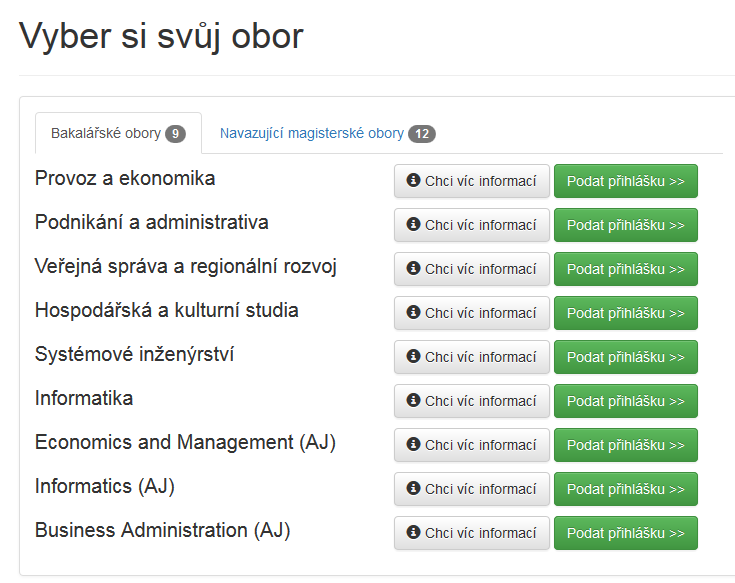 Vyber si svůj obor
Bakalářské obory 9 Navazující magisterské obory 12
Provoz a ekonomika Chci víc informací Podat přihlášku >>
Podnikání a administrativa Chci víc informací Podat přihlášku >>
Veřejná správa a regionální rozvoj Chci víc informací Podat přihlášku >>
Hospodářská a kulturní studia Chci víc informací Podat přihlášku >>
Systémové inženýrství Chci víc informací Podat přihlášku >>
Informatika Chci víc informací Podat přihlášku >>
Economics and Management (AJ) Chci víc informací Podat přihlášku >>
Informatics (AJ) Chci víc informací Podat přihlášku >>
Business Administration (AJ) Chci víc informací Podat přihlášku >>